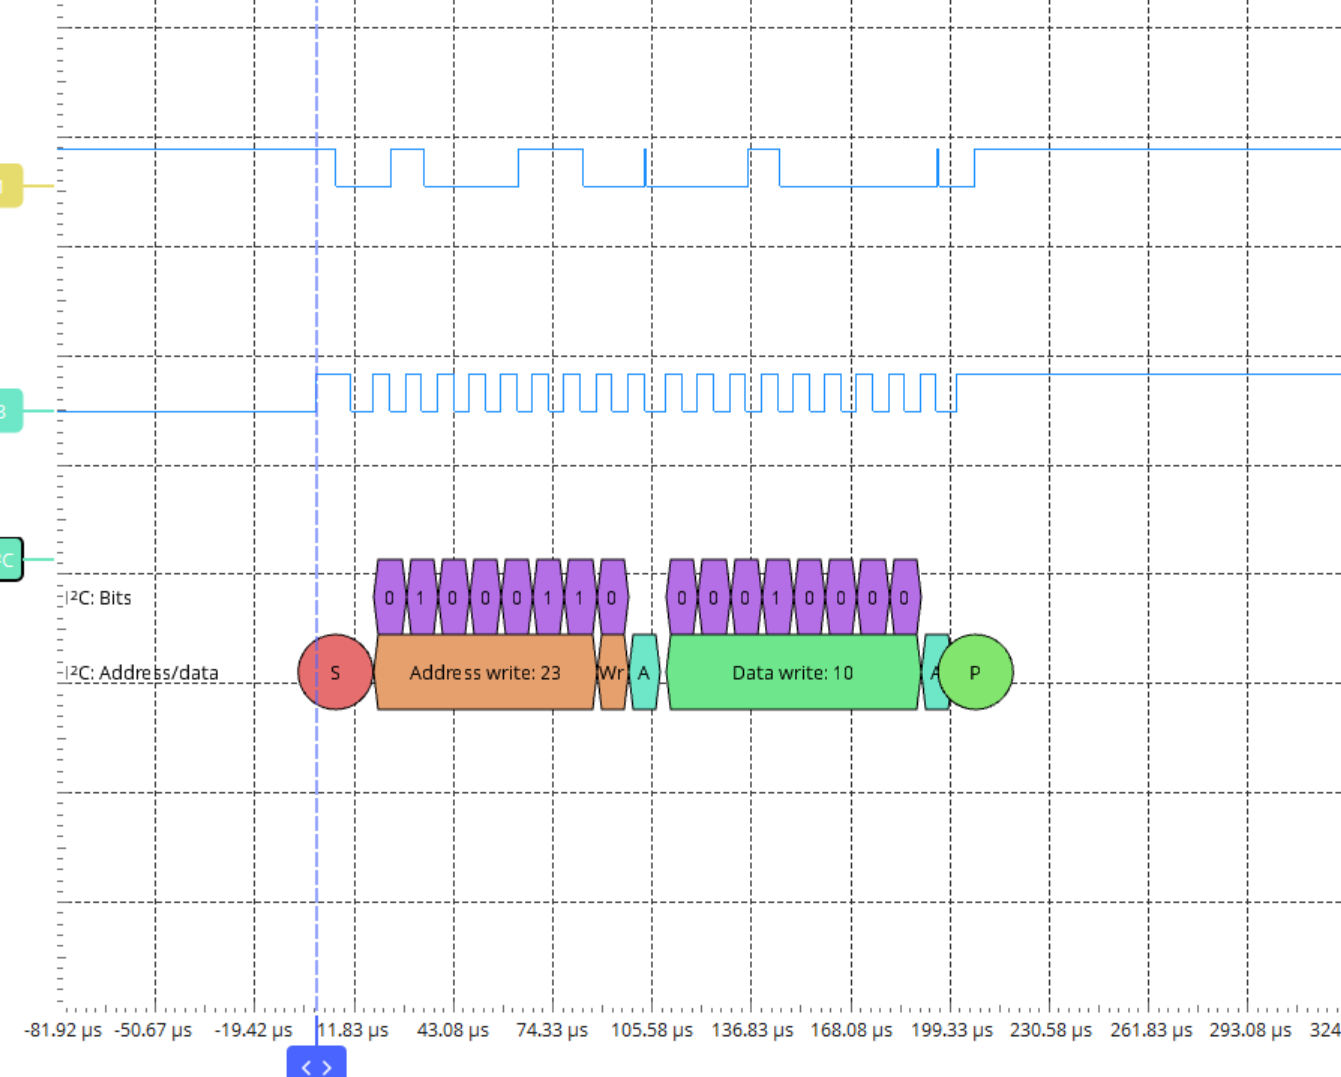 I²C: Bits
0 1 0 0 0 1 1 0 0 0 0 1 0 0 0 0
I²C: Address/data
S Address write: 23 Wr A Data write: 10 A P
-81.92 µs -50.67 µs -19.42 µs 11.83 µs 43.08 µs 74.33 µs 105.58 µs 136.83 µs 168.08 µs 199.33 µs 230.58 µs 261.83 µs 293.08 µs 324